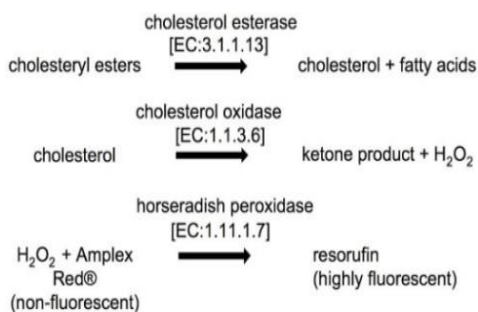 cholesterol esterase
[EC:3.1.1.13]
cholesteryl esters
cholesterol + fatty acids
cholesterol oxidase
[EC:1.1.3.6]
cholesterol
ketone product + H₂O₂
horseradish peroxidase
[EC:1.11.1.7]
H₂O₂ + Amplex
Red®
(non-fluorescent)
resorufin
(highly fluorescent)